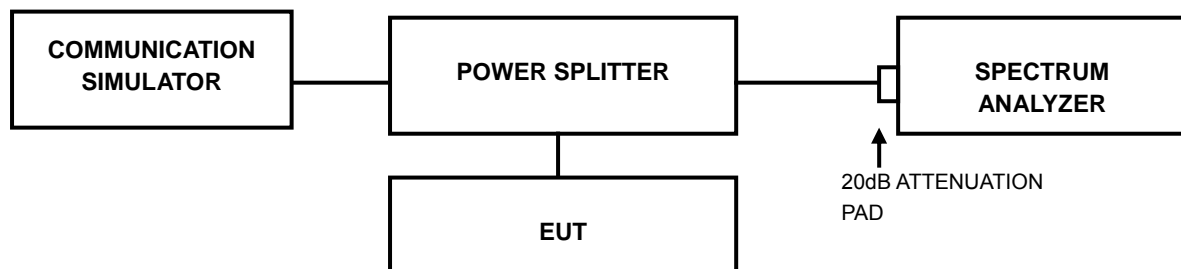 COMMUNICATION
SIMULATOR
POWER SPLITTER
SPECTRUM
ANALYZER
20dB ATTENUATION
PAD
EUT